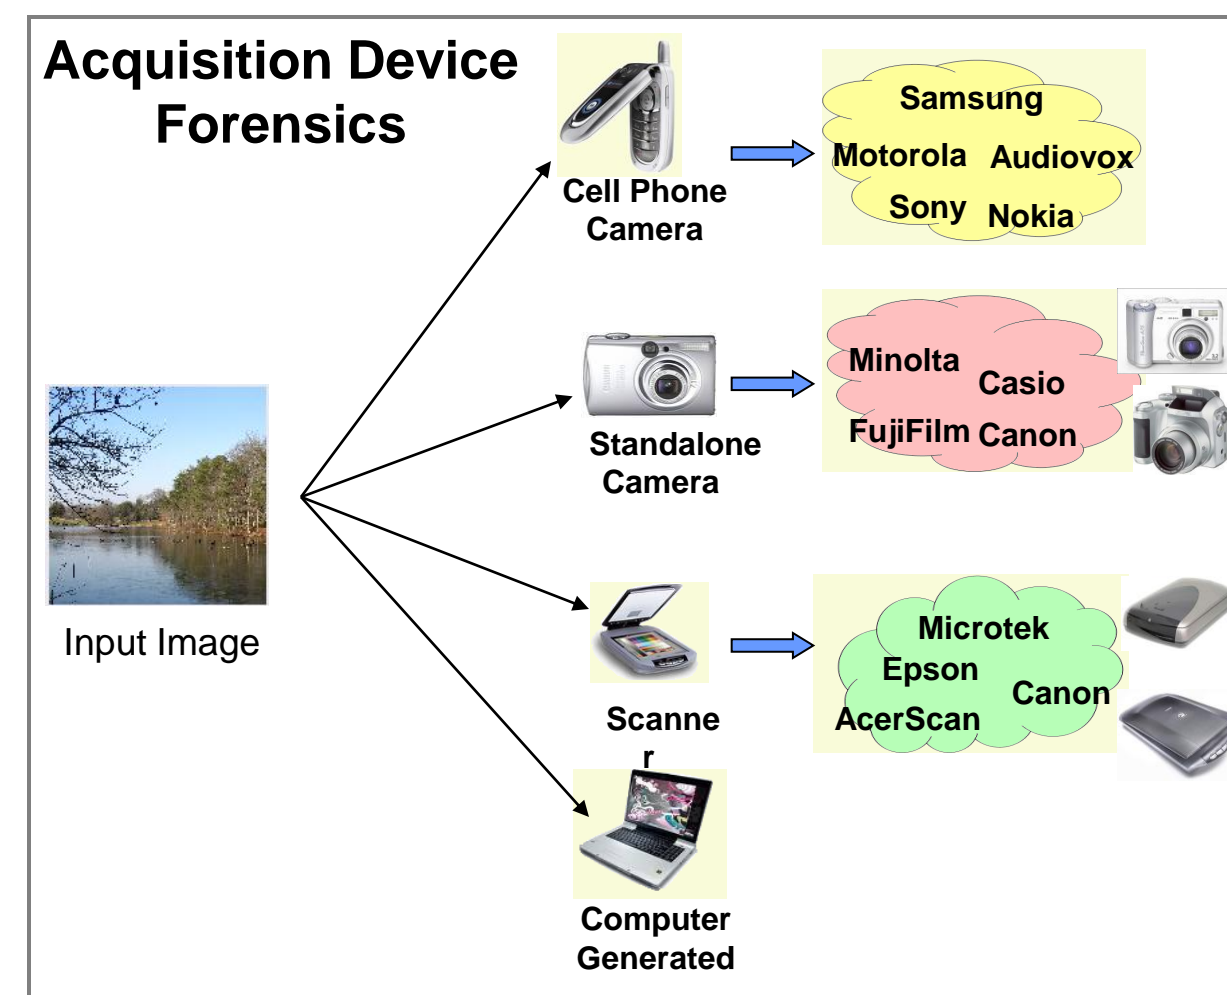 Acquisition Device
Forensics
Cell Phone
Camera
Samsung
Motorola Audiovox
Sony Nokia
Standalone
Camera
Minolta
Casio
FujiFilm Canon
Input Image
Scanne
r
Microtek
Epson
Canon
AcerScan
Computer
Generated